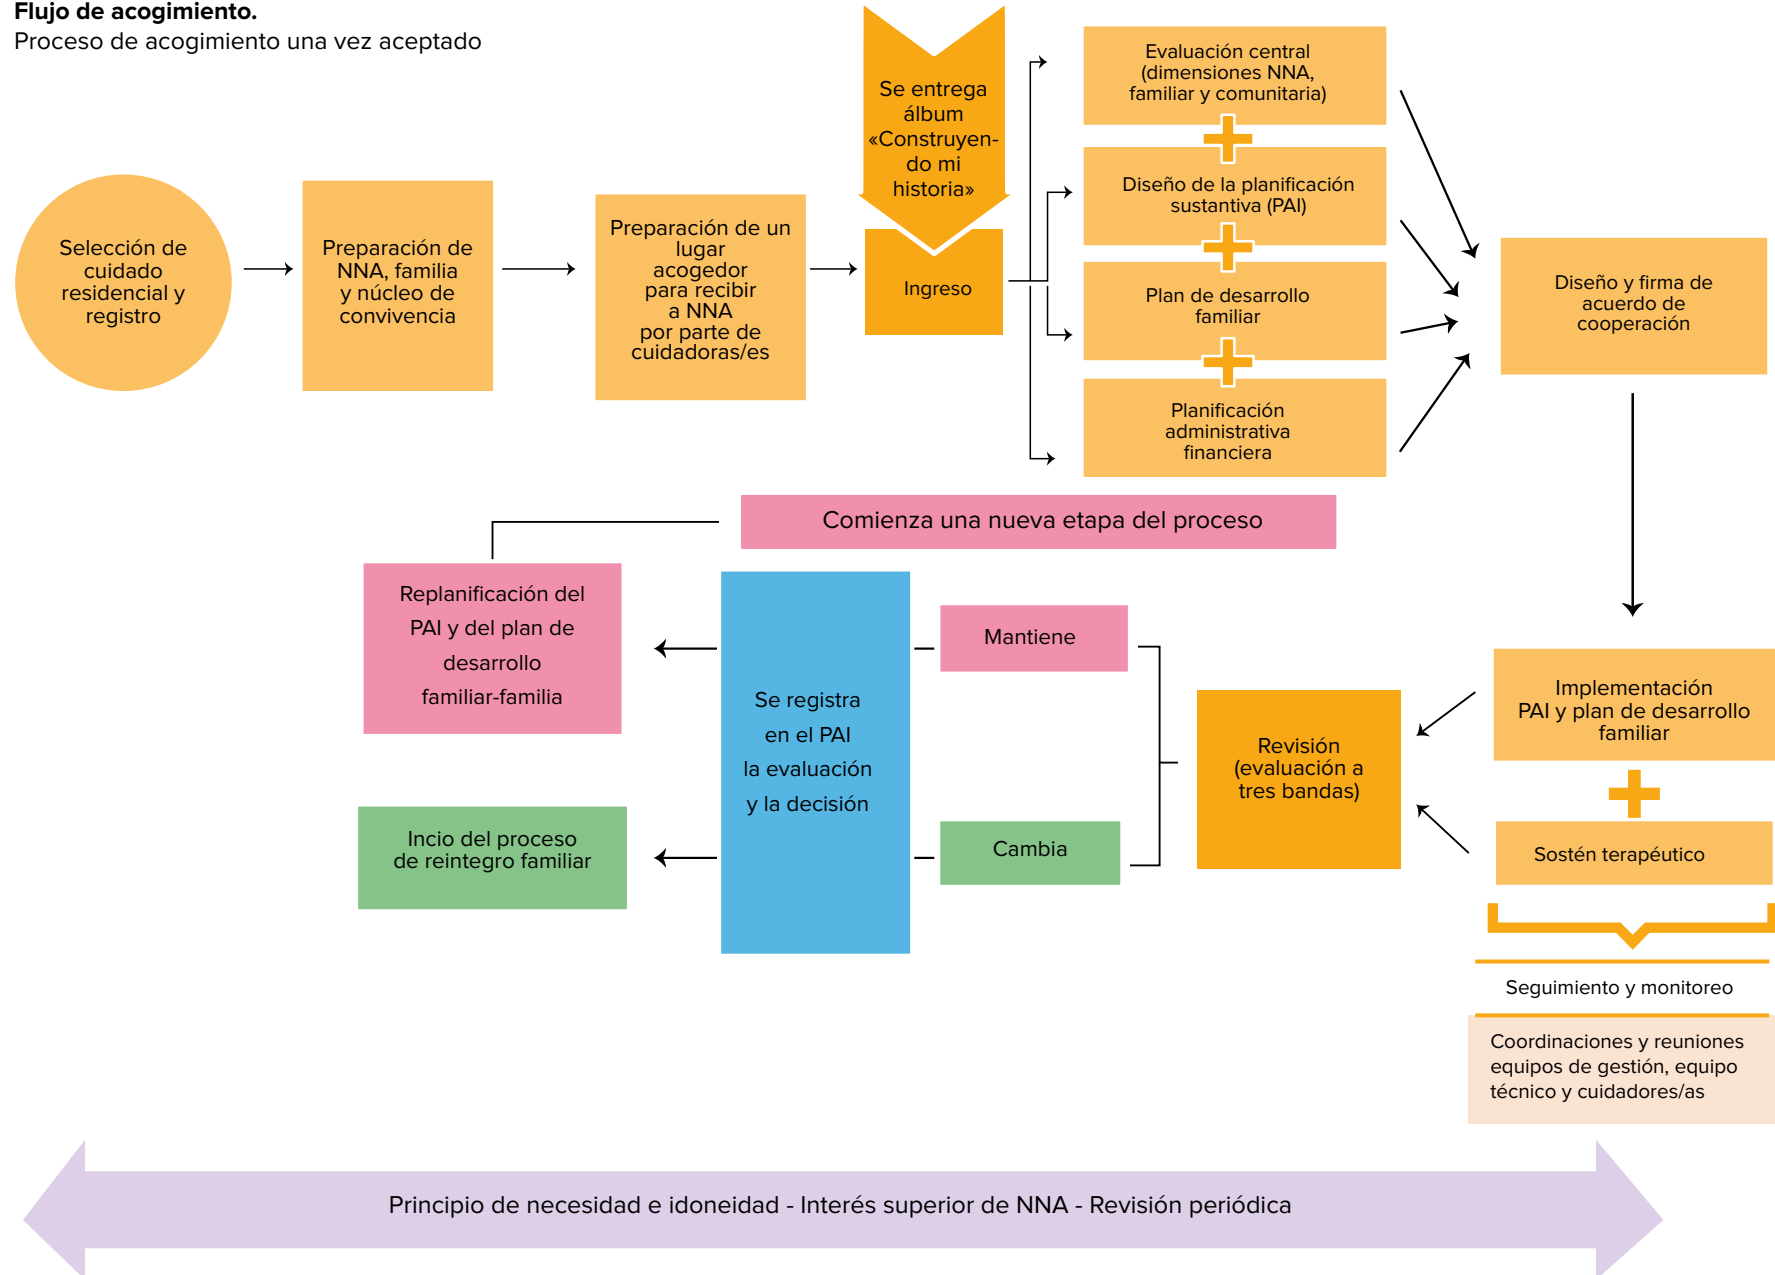 Flujo de acogimiento.
Proceso de acogimiento una vez aceptado
Selección de
cuidado
residencial y
registro
Preparación de
NNA, familia
y núcleo de
convivencia
Preparación de un
lugar
acogedor
para recibir
a NNA
por parte de
cuidadoras/es
Se entrega
álbum
«Construyen-
do mi
historia»
Ingreso
Evaluación central
(dimensiones NNA,
familiar y comunitaria)
Diseño de la planificación
sustantiva (PAI)
Plan de desarrollo
familiar
Planificación
administrativa
financiera
Diseño y firma de
acuerdo de
cooperación
Comienza una nueva etapa del proceso
Replanificación del
PAI y del plan de
desarrollo
familiar-familia
Se registra
en el PAI
la evaluación
y la decisión
Mantiene
Cambia
Incio del proceso
de reintegro familiar
Revisión
(evaluación a
tres bandas)
Implementación
PAI y plan de desarrollo
familiar
Sostén terapéutico
Seguimiento y monitoreo
Coordinaciones y reuniones
equipos de gestión, equipo
técnico y cuidadores/as
Principio de necesidad e idoneidad - Interés superior de NNA - Revisión periódica